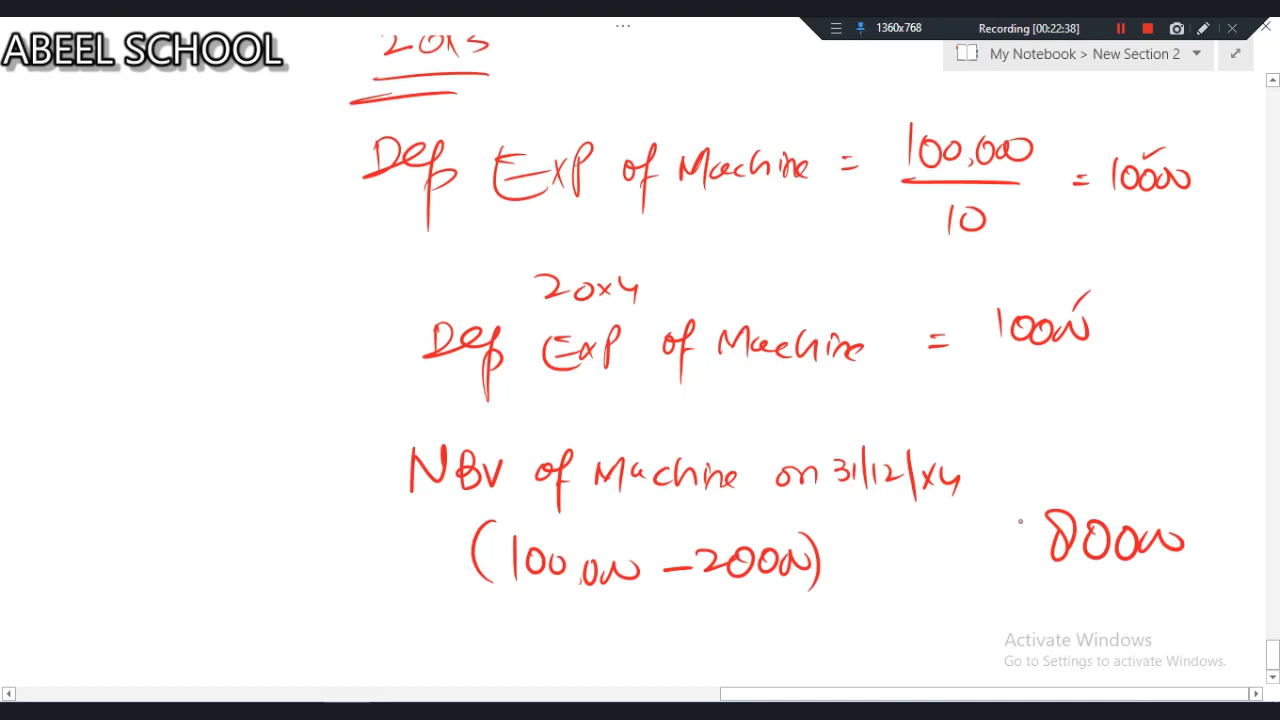 ABEEL SCHOOL
1360x768
Recording [00:22:38]
My Notebook > New Section 2
20x3
Dep Exp of Machine = 100,000 / 10 = 10000
20x4
Dep Exp of Machine = 10000
NBV of Machine on 31/12/x4
(100,000 - 20000) 80000
Activate Windows
Go to Settings to activate Windows.